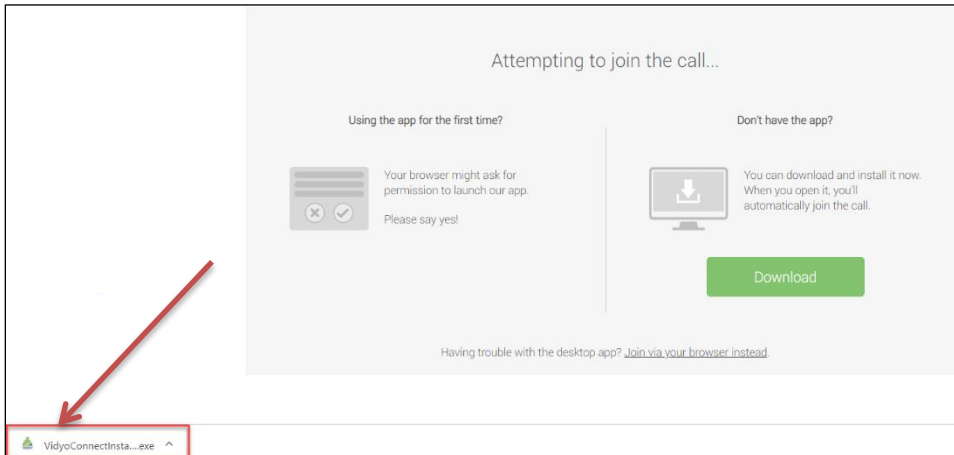 Attempting to join the call...
Using the app for the first time?
Your browser might ask for
permission to launch our app.
Please say yes!
Don't have the app?
You can download and install it now.
When you open it, you'll
automatically join the call.
Download
Having trouble with the desktop app? Join via your browser instead.
VidyoConnectInsta....exe